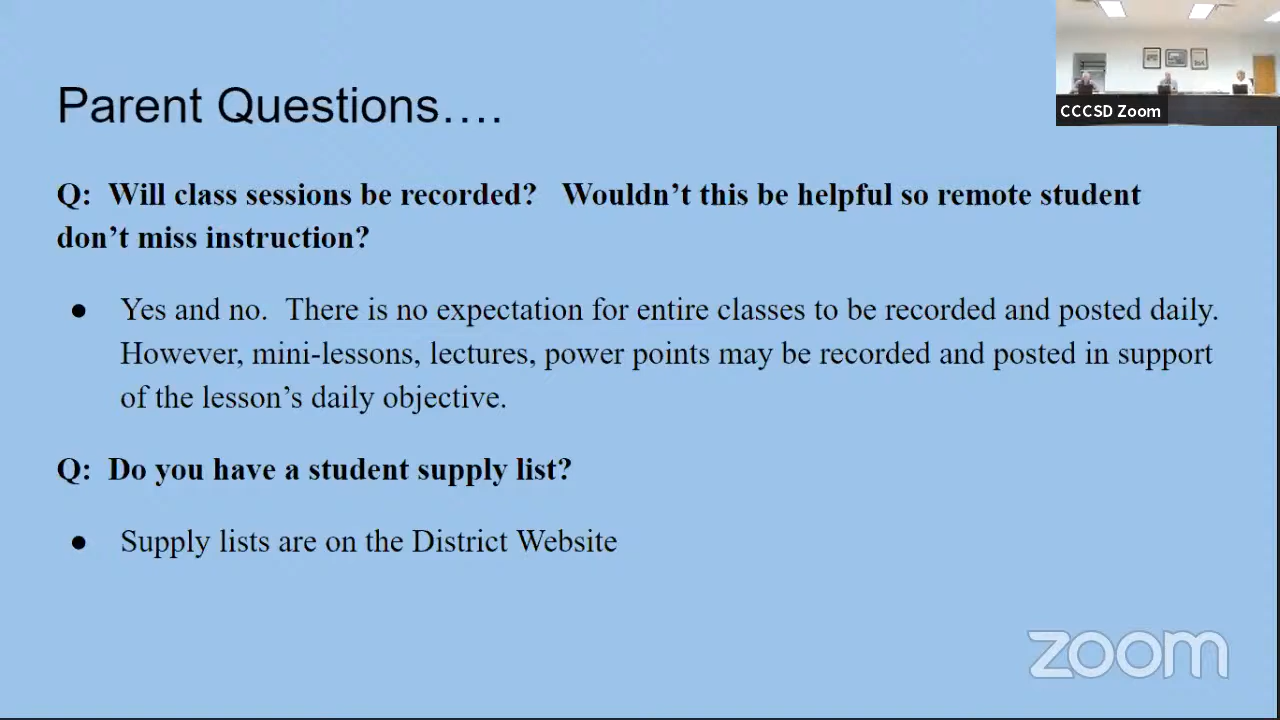 CCCSD Zoom
Parent Questions….
Q:  Will class sessions be recorded?   Wouldn’t this be helpful so remote student
don’t miss instruction?
● Yes and no.  There is no expectation for entire classes to be recorded and posted daily.
However, mini-lessons, lectures, power points may be recorded and posted in support
of the lesson’s daily objective.
Q:  Do you have a student supply list?
● Supply lists are on the District Website
zoom